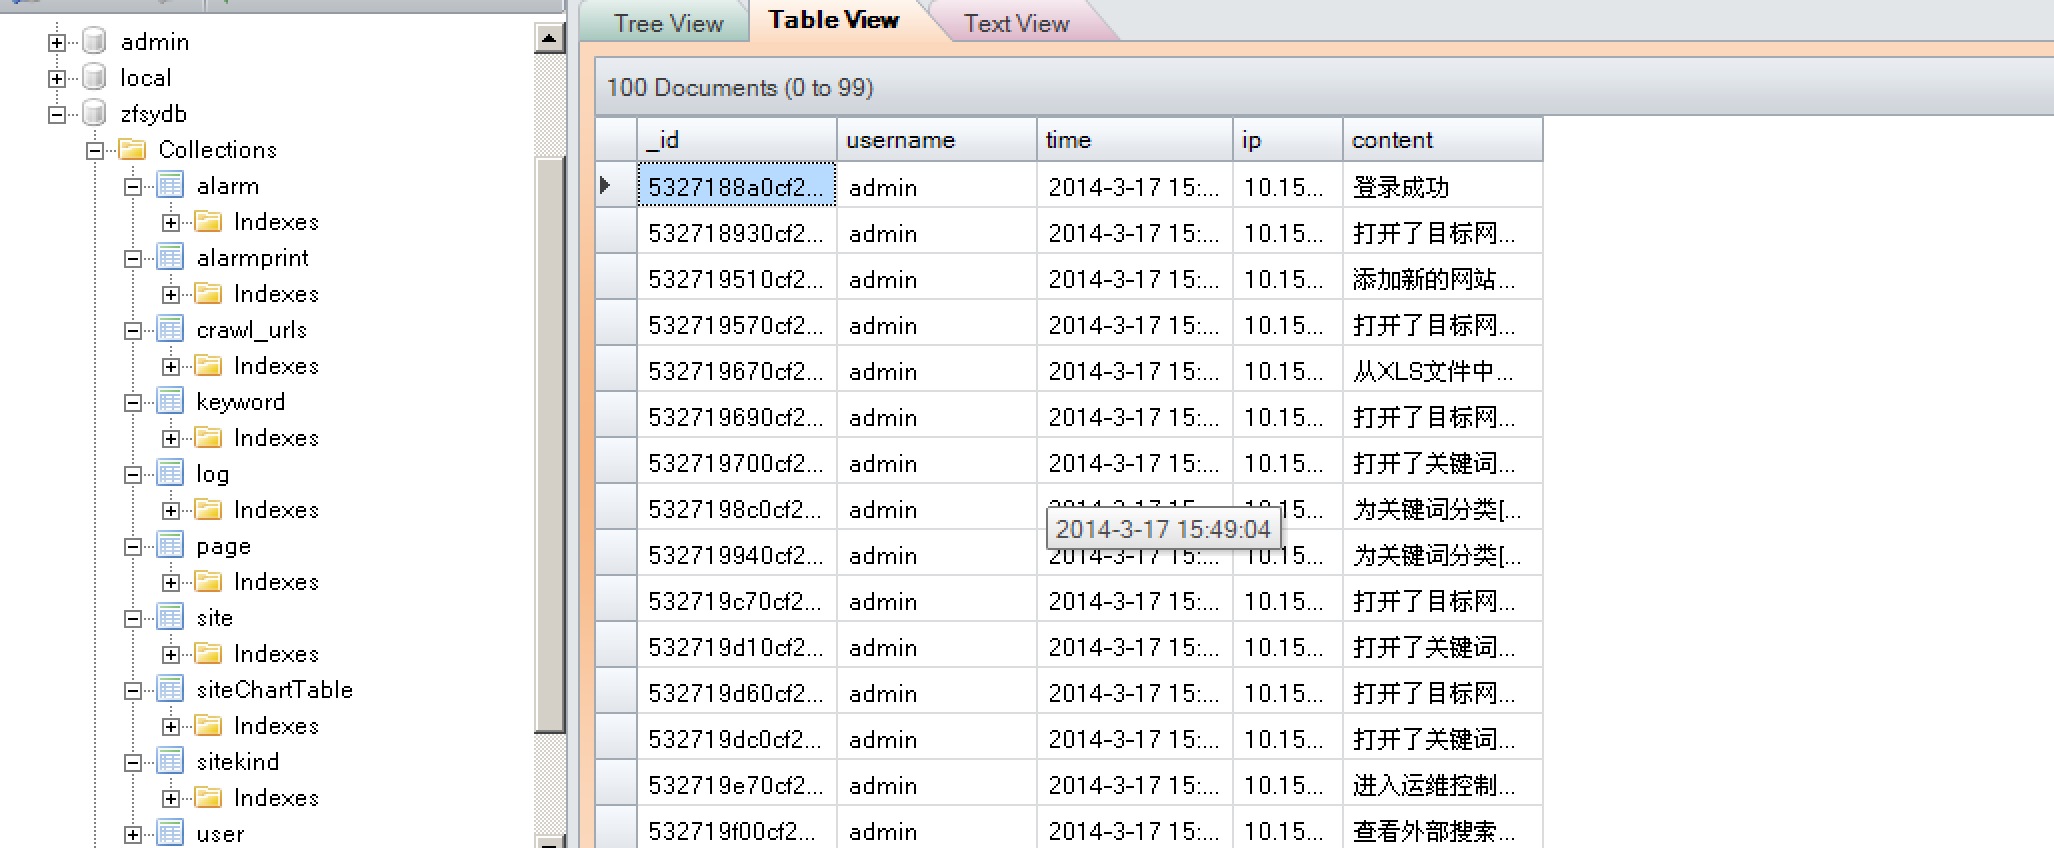 admin
local
zfsydb
Collections
alarm
Indexes
alarmprint
Indexes
crawl_urls
Indexes
keyword
Indexes
log
Indexes
page
Indexes
site
Indexes
siteChartTable
Indexes
sitekind
Indexes
user
Tree View Table View Text View
100 Documents (0 to 99)
_id username time ip content
5327188a0cf2... admin 2014-3-17 15:... 10.15... 登录成功
532718930cf2... admin 2014-3-17 15:... 10.15... 打开了目标网...
532719510cf2... admin 2014-3-17 15:... 10.15... 添加新的网站...
532719570cf2... admin 2014-3-17 15:... 10.15... 打开了目标网...
532719670cf2... admin 2014-3-17 15:... 10.15... 从XLS文件中...
532719690cf2... admin 2014-3-17 15:... 10.15... 打开了目标网...
532719700cf2... admin 2014-3-17 15:... 10.15... 打开了关键词...
5327198c0cf2... admin 2014-3-17 15:... 10.15... 为关键词分类[...
2014-3-17 15:49:04
532719940cf2... admin 2014-3-17 15:... 10.15... 为关键词分类[...
532719c70cf2... admin 2014-3-17 15:... 10.15... 打开了目标网...
532719d10cf2... admin 2014-3-17 15:... 10.15... 打开了关键词...
532719d60cf2... admin 2014-3-17 15:... 10.15... 打开了目标网...
532719dc0cf2... admin 2014-3-17 15:... 10.15... 打开了关键词...
532719e70cf2... admin 2014-3-17 15:... 10.15... 进入运维控制...
532719f00cf2... admin 2014-3-17 15:... 10.15... 查看外部搜索...